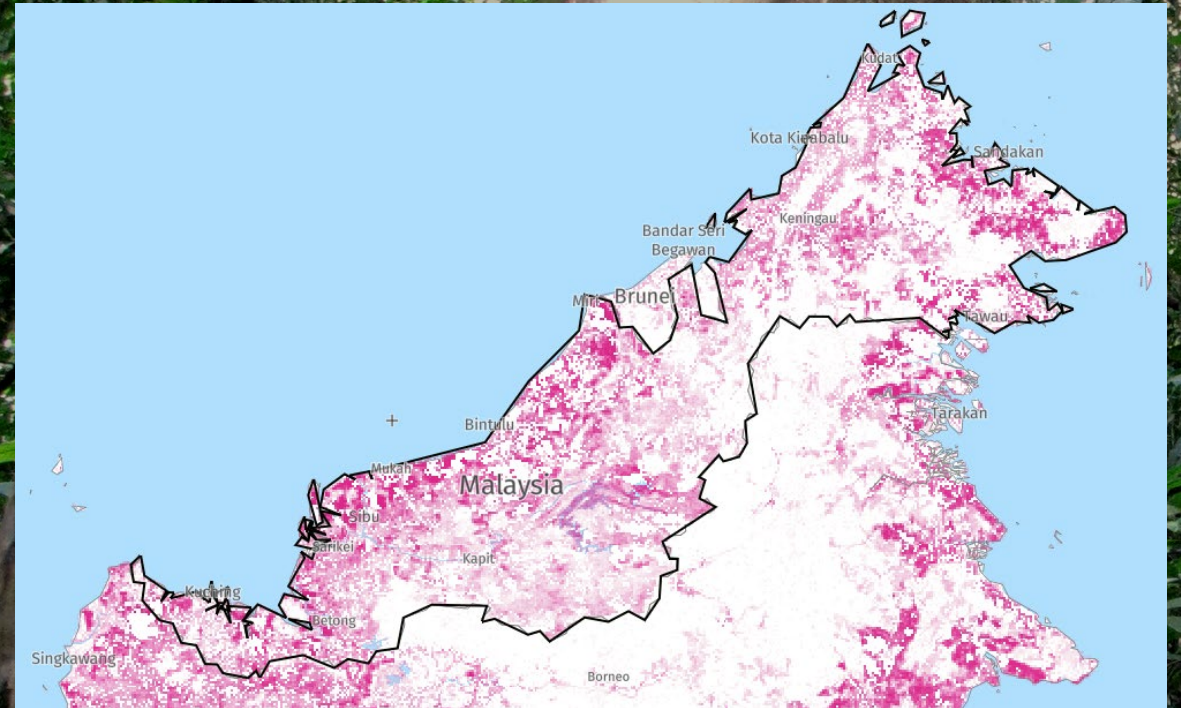 Kudat
Kota Kinabalu
Sandakan
Keningau
Bandar Seri
Begawan
Miri
Brunei
Tawau
Tarakan
Bintulu
Mukah
Malaysia
Sibu
Sarikei
Kapit
Kuching
Betong
Singkawang
Borneo